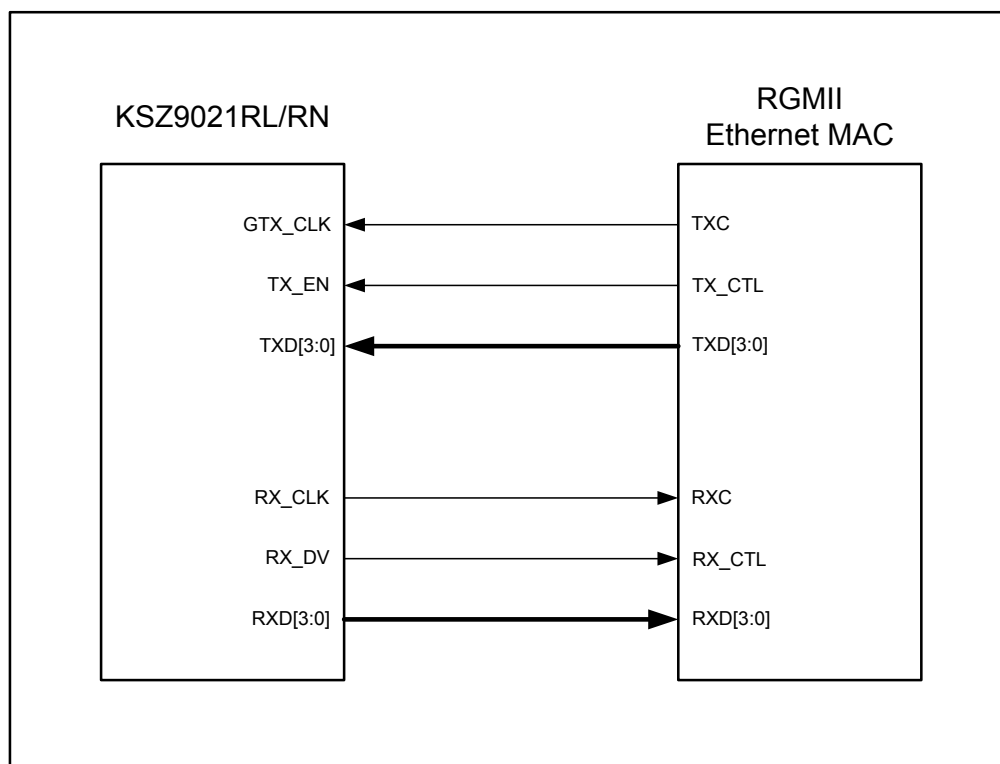 KSZ9021RL/RN
RGMII
Ethernet MAC
GTX_CLK
TXC
TX_EN
TX_CTL
TXD[3:0]
TXD[3:0]
RX_CLK
RXC
RX_DV
RX_CTL
RXD[3:0]
RXD[3:0]